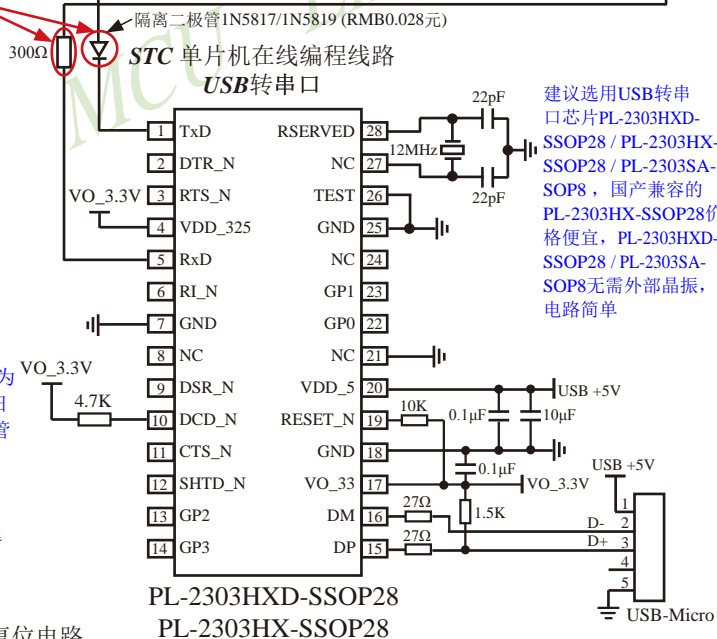 隔离二极管1N5817/1N5819 (RMB0.028元)
300Ω
STC 单片机在线编程线路
USB转串口
MCU
22pF
12MHz
22pF
建议选用USB转串
口芯片PL-2303HXD-
SSOP28 / PL-2303HX-
SSOP28 / PL-2303SA-
SOP8，国产兼容的
PL-2303HX-SSOP28价
格便宜，PL-2303HXD-
SSOP28 / PL-2303SA-
SOP8无需外部晶振，
电路简单
1 TxD RSERVED 28
2 DTR_N NC 27
VO_3.3V 3 RTS_N TEST 26
4 VDD_325 GND 25
5 RxD NC 24
6 RI_N GP1 23
7 GND GP0 22
8 NC NC 21
为
VO_3.3V
4.7K
管
9 DSR_N VDD_5 20 USB +5V
10 DCD_N RESET_N 19 10K 0.1μF 10μF
11 CTS_N GND 18
0.1μF
12 SHTD_N VO_33 17 VO_3.3V
13 GP2 DM 16 27Ω 1.5K
14 GP3 DP 15 27Ω
USB +5V
1
D- 2
D+ 3
4
5
USB-Micro
PL-2303HXD-SSOP28
PL-2303HX-SSOP28
复位电路